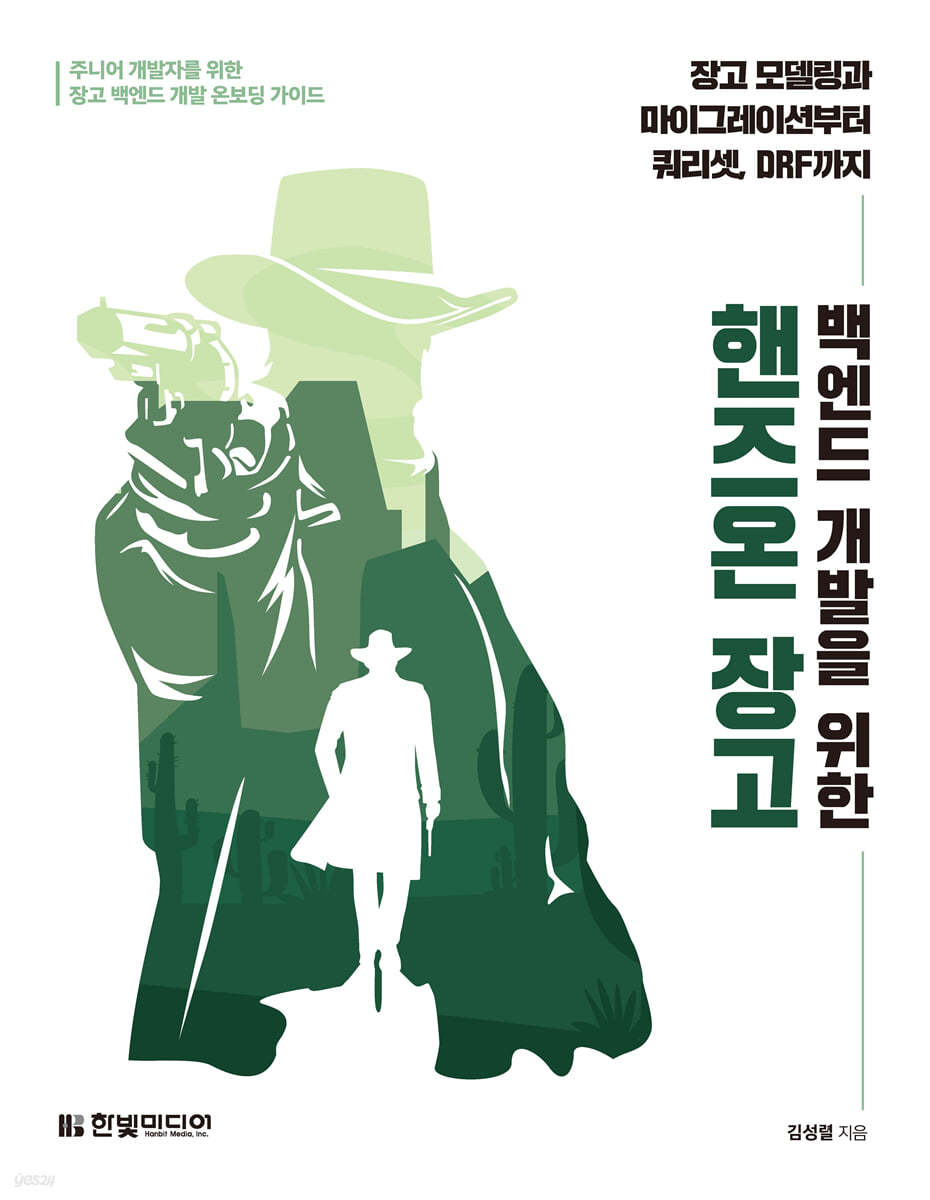 주니어 개발자를 위한
장고 백엔드 개발 온보딩 가이드
장고 모델링과
마이그레이션부터
쿼리셋, DRF까지
백엔드 개발을 위한
핸즈온 장고
HB 한빛미디어
Hanbit Media, Inc.
김성렬 지음
yes24